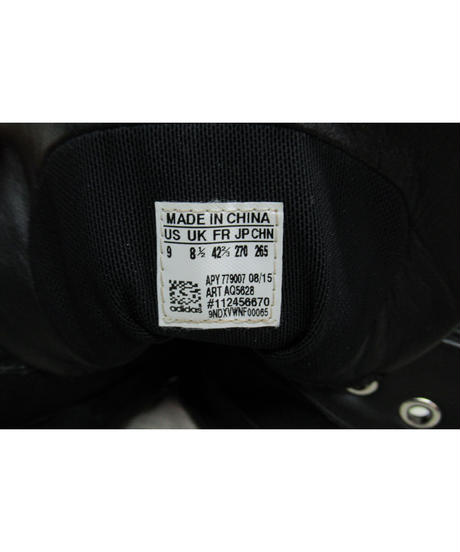 MADE IN CHINA
US UK FR JP CHN
9 8½ 42⅔ 270 265
APY 779007 08/15
ART AQ5628
#112456670
adidas 9NDXVWNF00065